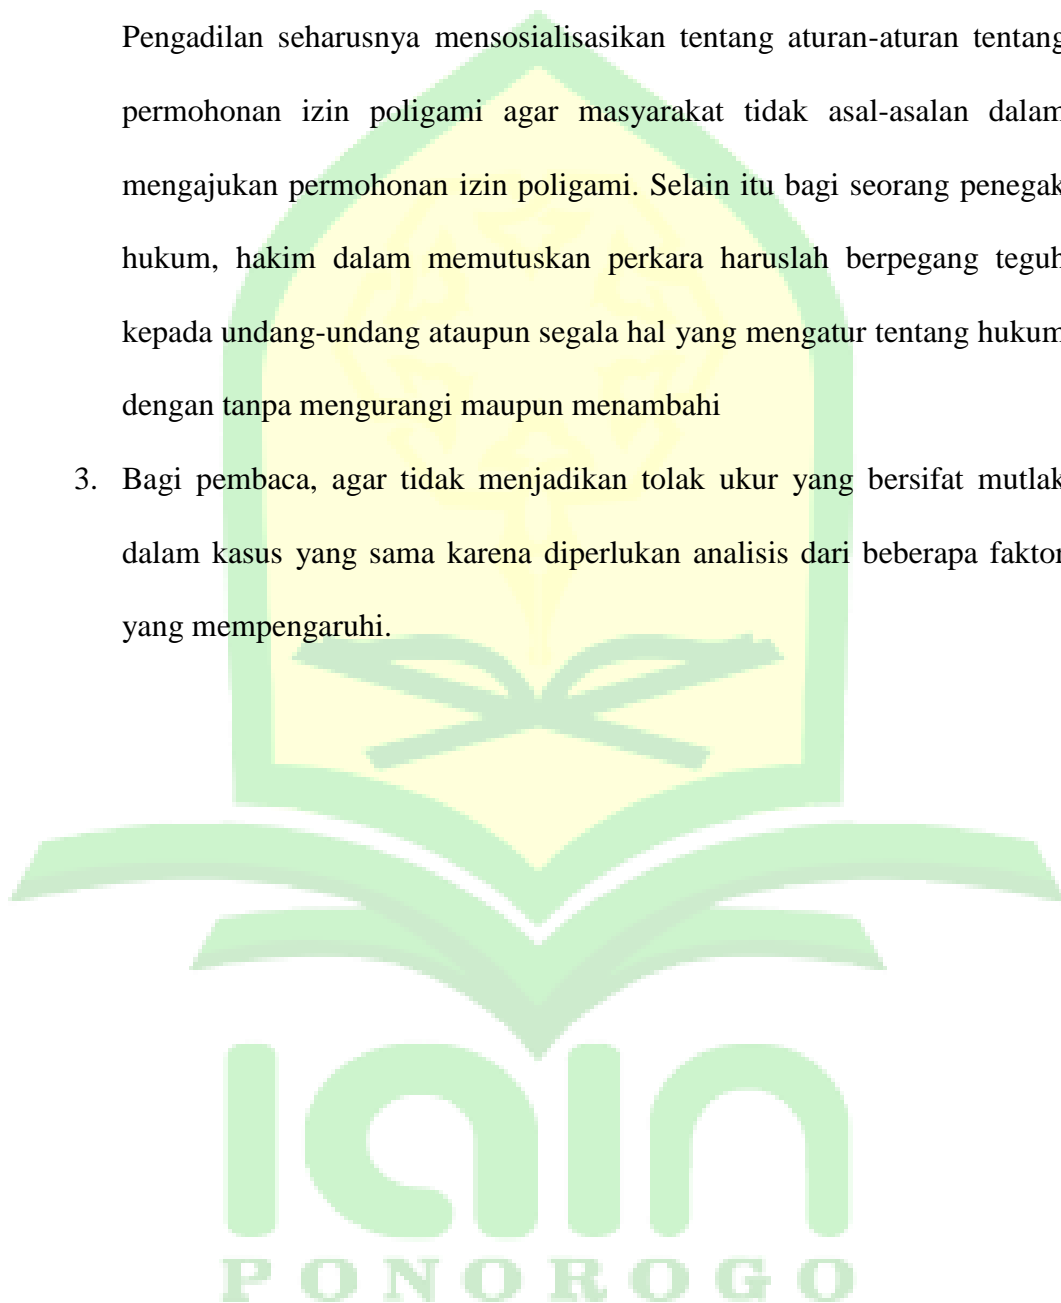 Pengadilan seharusnya mensosialisasikan tentang aturan-aturan tentang
permohonan izin poligami agar masyarakat tidak asal-asalan dalam
mengajukan permohonan izin poligami. Selain itu bagi seorang penegak
hukum, hakim dalam memutuskan perkara haruslah berpegang teguh
kepada undang-undang ataupun segala hal yang mengatur tentang hukum
dengan tanpa mengurangi maupun menambahi
3. Bagi pembaca, agar tidak menjadikan tolak ukur yang bersifat mutlak
dalam kasus yang sama karena diperlukan analisis dari beberapa faktor
yang mempengaruhi.
iain
PONOROGO